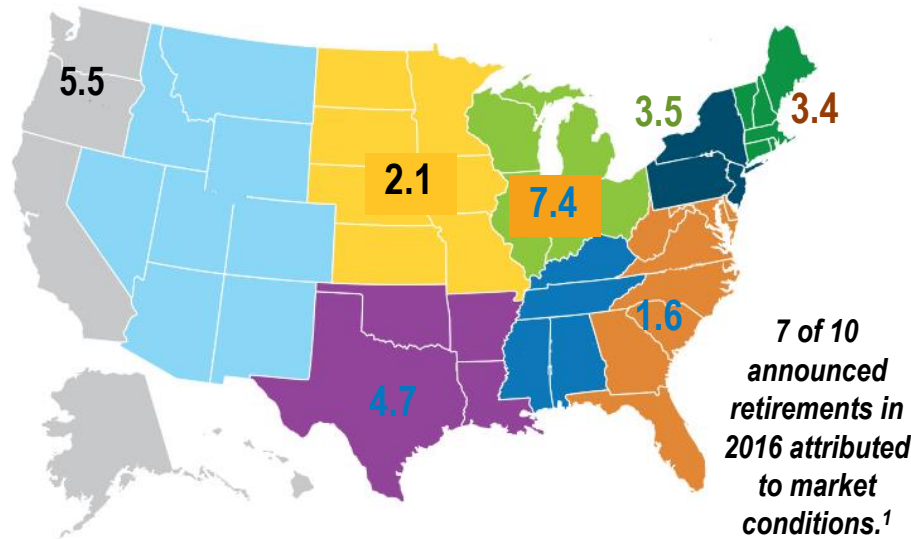 5.5
3.5
3.4
2.1
7.4
1.6
4.7
7 of 10
announced
retirements in
2016 attributed
to market
conditions.1